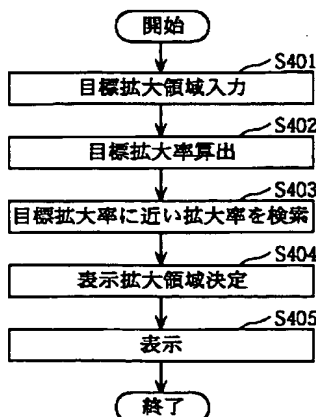 開始
S401
目標拡大領域入力
S402
目標拡大率算出
S403
目標拡大率に近い拡大率を検索
S404
表示拡大領域決定
S405
表示
終了